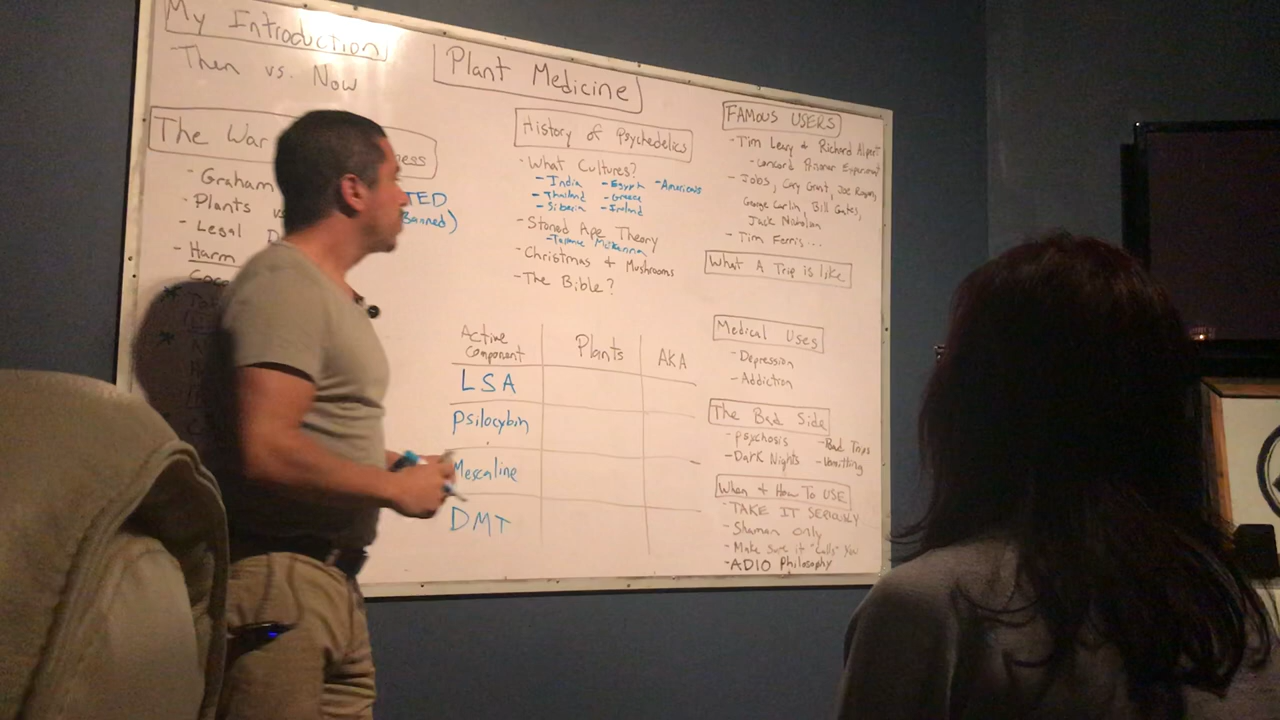 My Introduction
Then vs. Now
Plant Medicine
The War
ness
- Graham
TED
- Plants vs
Banned)
- Legal D
- Harm
History of Psychedelics
- What Cultures?
- India - Egypt - Americas
- Thailand - Greece
- Siberia - Ireland
- Stoned Ape Theory
- Terence McKenna
- Christmas & Mushrooms
- The Bible?
FAMOUS USERS
- Tim Leary & Richard Alpert
- Concord Prisoner Experiment
- Jobs, Cary Grant, Joe Rogan,
George Carlin, Bill Gates,
Jack Nicholson
- Tim Ferris...
What A Trip is like
Active Component Plants AKA
LSA
Psilocybin
Mescaline
DMT
Medical Uses
- Depression
- Addiction
The Bad Side
- Psychosis - Bad Trips
- Dark Nights - Vomitting
When & How To USE
- TAKE IT SERIOUSLY
- Shaman only
- Make sure it "calls" you
- ADIO Philosophy